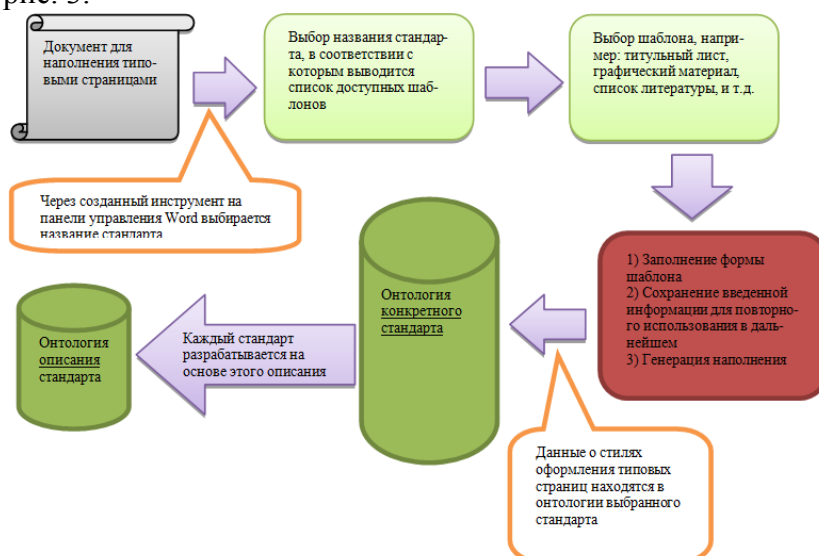 рис. 3.
Документ для
наполнения типо-
выми страницами
Выбор названия стандар-
та, в соответствии с
которым выводится
список доступных шаб-
лонов
Выбор шаблона, напри-
мер: титульный лист,
графический материал,
список литературы, и т.д.
Через созданный инструмент на
панели управления Word выбирается
название стандарта
1) Заполнение формы
шаблона
2) Сохранение введенной
информации для повторно-
го использования в даль-
нейшем
3) Генерация наполнения
Онтология
конкретного
стандарта
Каждый стандарт
разрабатывается на
основе этого описания
Онтология
описания
стандарта
Данные о стилях
оформления типовых
страниц находятся в
онтологии выбранного
стандарта